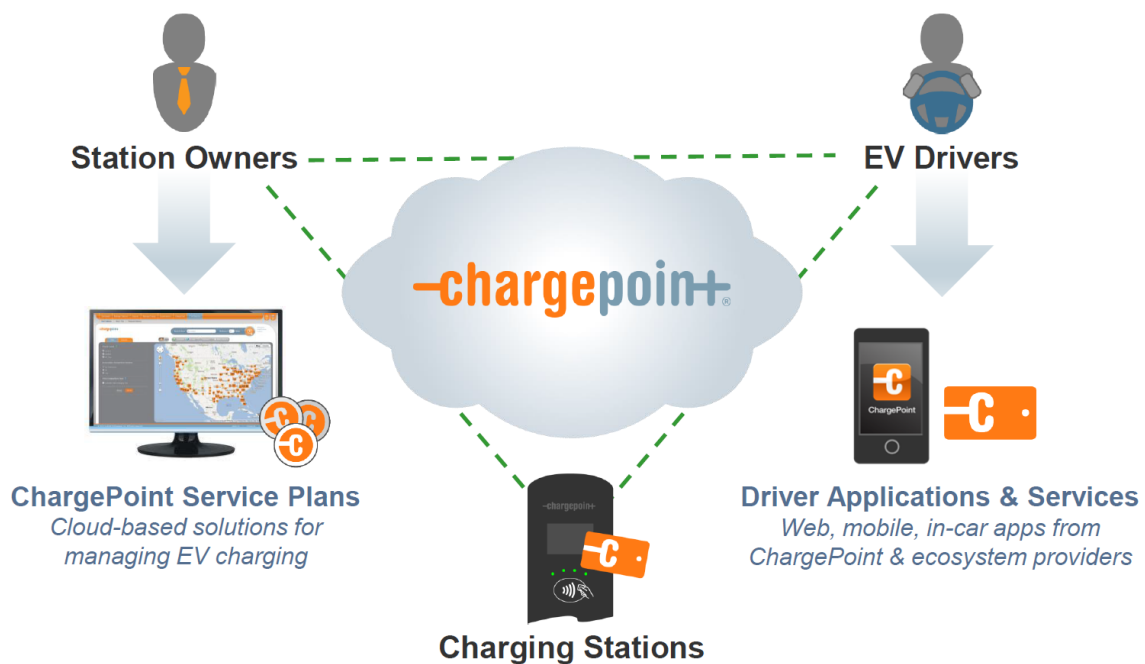 Station Owners
EV Drivers
chargepoint®
ChargePoint
ChargePoint Service Plans
Cloud-based solutions for
managing EV charging
Driver Applications & Services
Web, mobile, in-car apps from
ChargePoint & ecosystem providers
chargepoint
Charging Stations